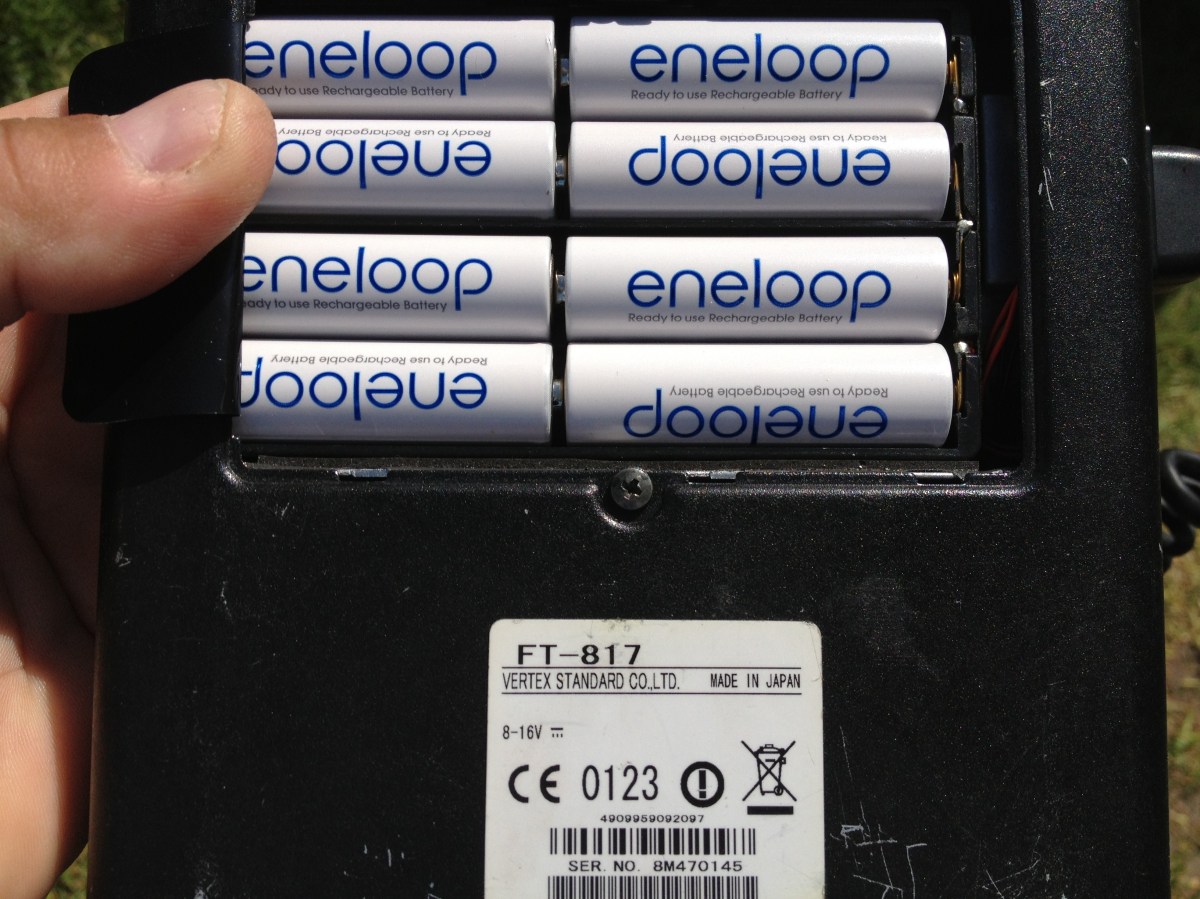 eneloop
ady to use Rechargeable Battery
eneloop
Ready to use Rechargeable Battery
Ready to use Rechargeable Battery
eneloop
Ready to use Rechargeable Battery
eneloop
eneloop
ady to use Rechargeable Battery
eneloop
Ready to use Rechargeable Battery
Ready to use Rechargeable Battery
eneloop
Ready to use Rechargeable Battery
eneloop
FT-817
VERTEX STANDARD CO.,LTD. MADE IN JAPAN
8-16V
CE 0123
4909959092097
SER. NO. 8M470145